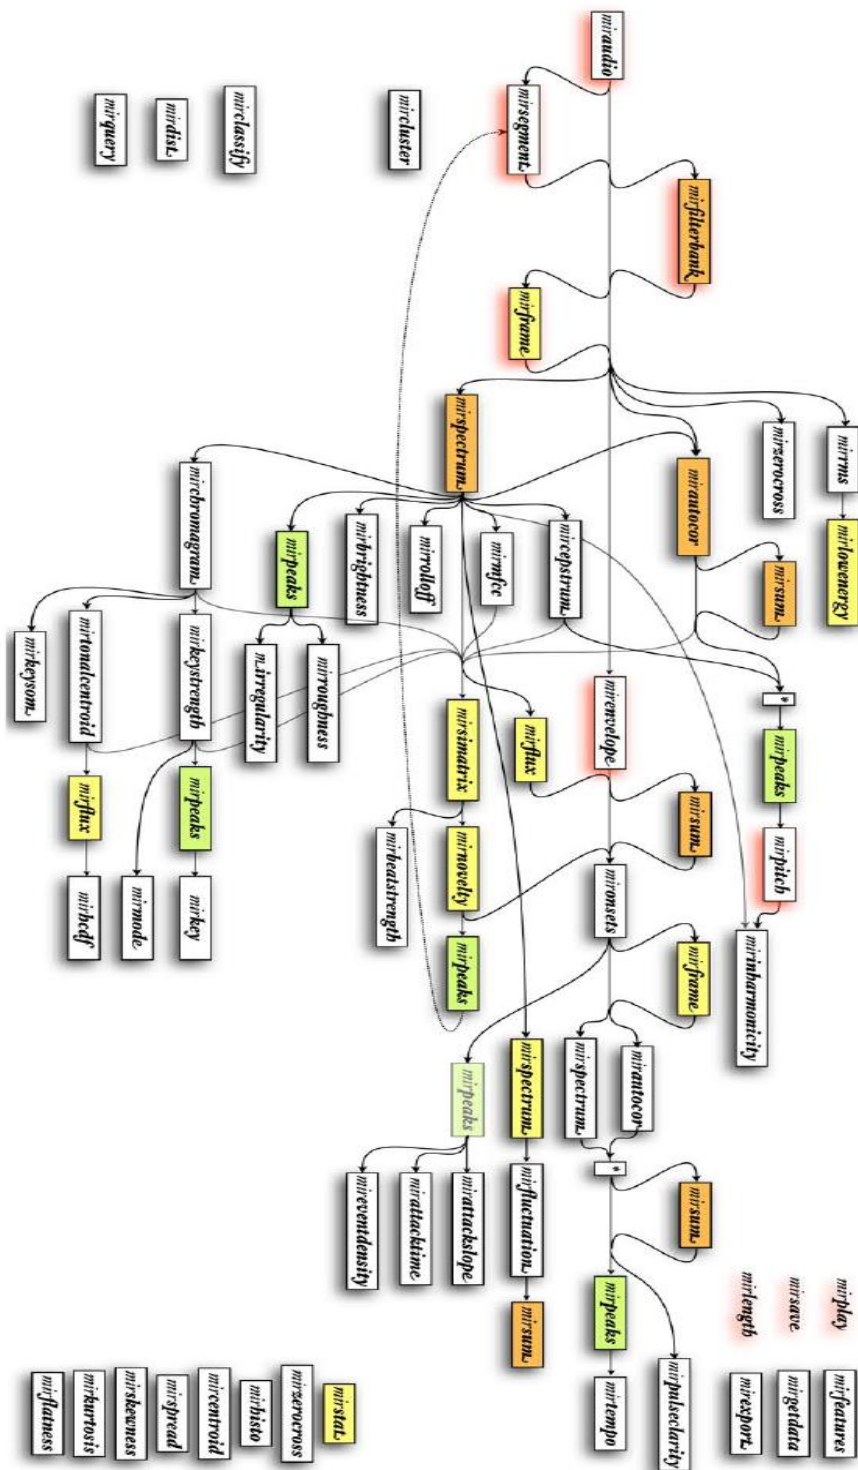 mirrms
mirlowenergy
mirplay
mirfeatures
mirzerocross
mirsum
*
mirpeaks
mirpitch
mirsave
mirgetdata
mirinharmonicity
mirlength
mirexport
mirfilterbank
mirautocor
mirsum
mirframe
mirsum
mirpulseclarity
miraudio
mirenvelope
mironsets
mirautocor
*
mirpeaks
mirtempo
mircepstrum
mirspectrum
mirsegment
mirframe
mirflux
mirspectrum
mirfluctuation
mirsum
mirmfcc
mirspectrum
mirsimatrix
mirnovelty
mirpeaks
mirpeaks
mirattackslope
mircluster
mirrolloff
mirbeatstrength
mirattacktime
mirbrightness
mireventdensity
mirstat
mirroughness
mirzerocross
mirpeaks
m.irregularity
mirhisto
mirclassify
mirchromagram
mirkeystrength
mirpeaks
mirkey
mircentroid
mirdist
mirmode
mirspread
mirquery
mirskewness
mirtonalcentroid
mirflux
mirhcdf
mirkurtosis
mirkeysom
mirflatness